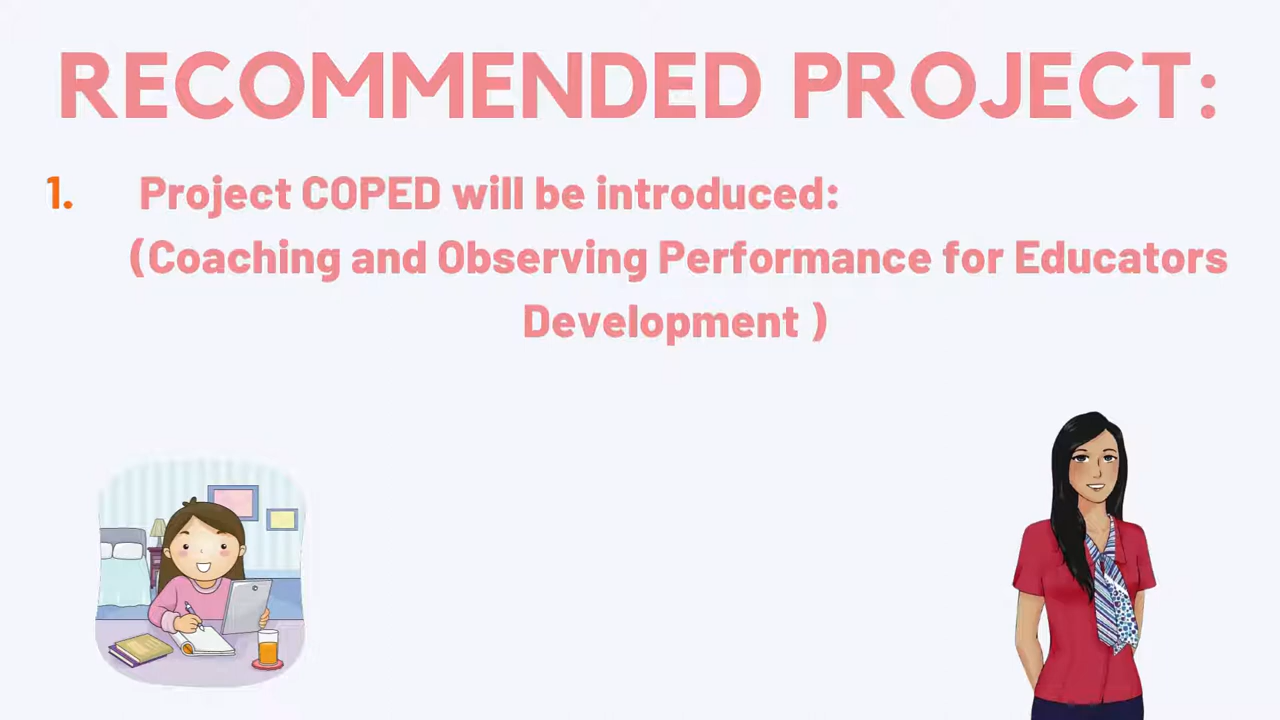 RECOMMENDED PROJECT:
1. Project COPED will be introduced:
(Coaching and Observing Performance for Educators
Development )